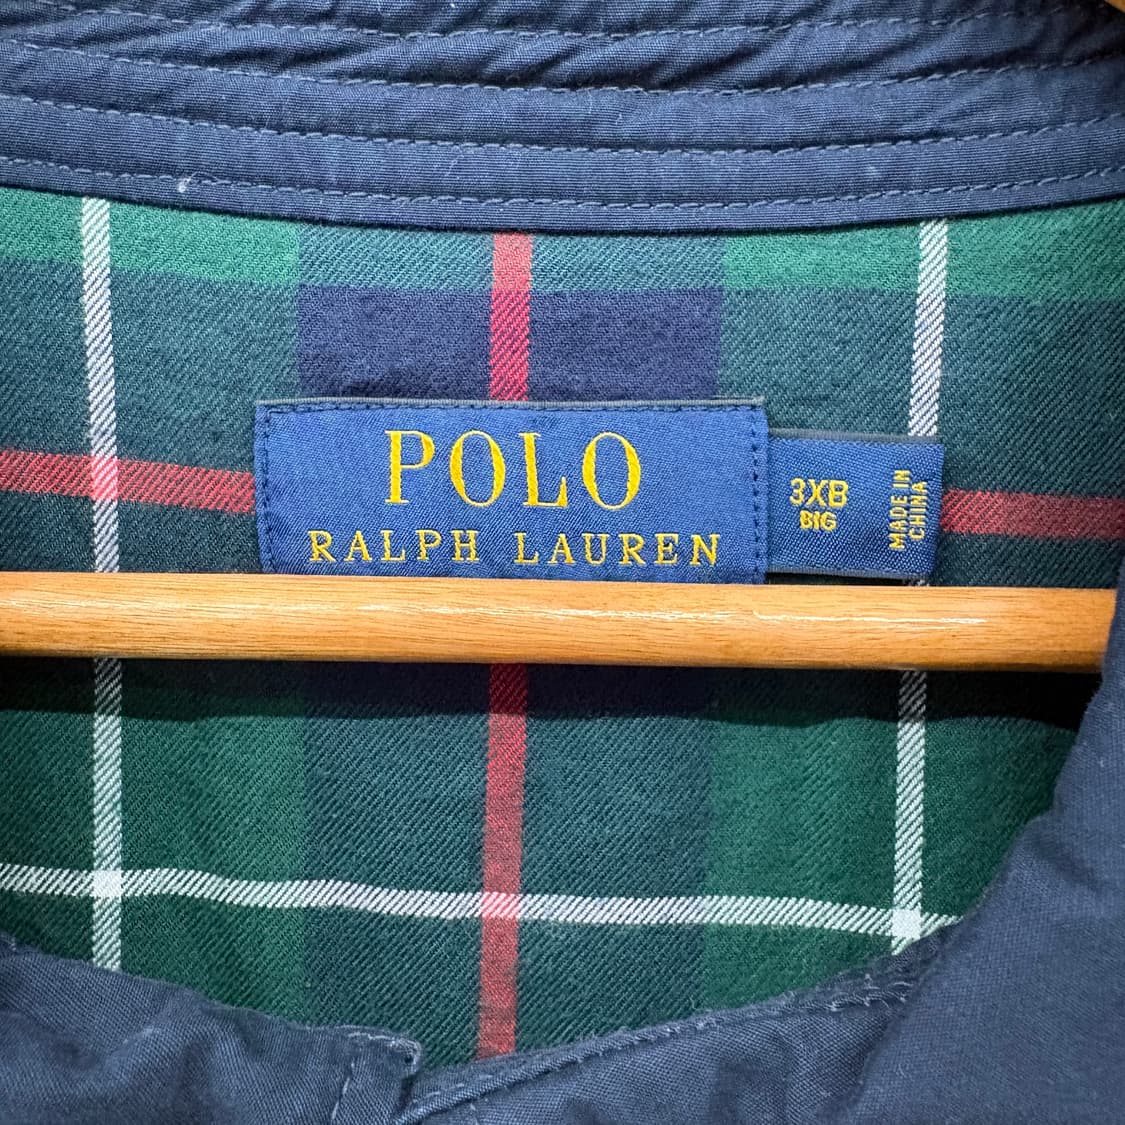 POLO
RALPH LAUREN
3XB
BIG
MADE IN
CHINA